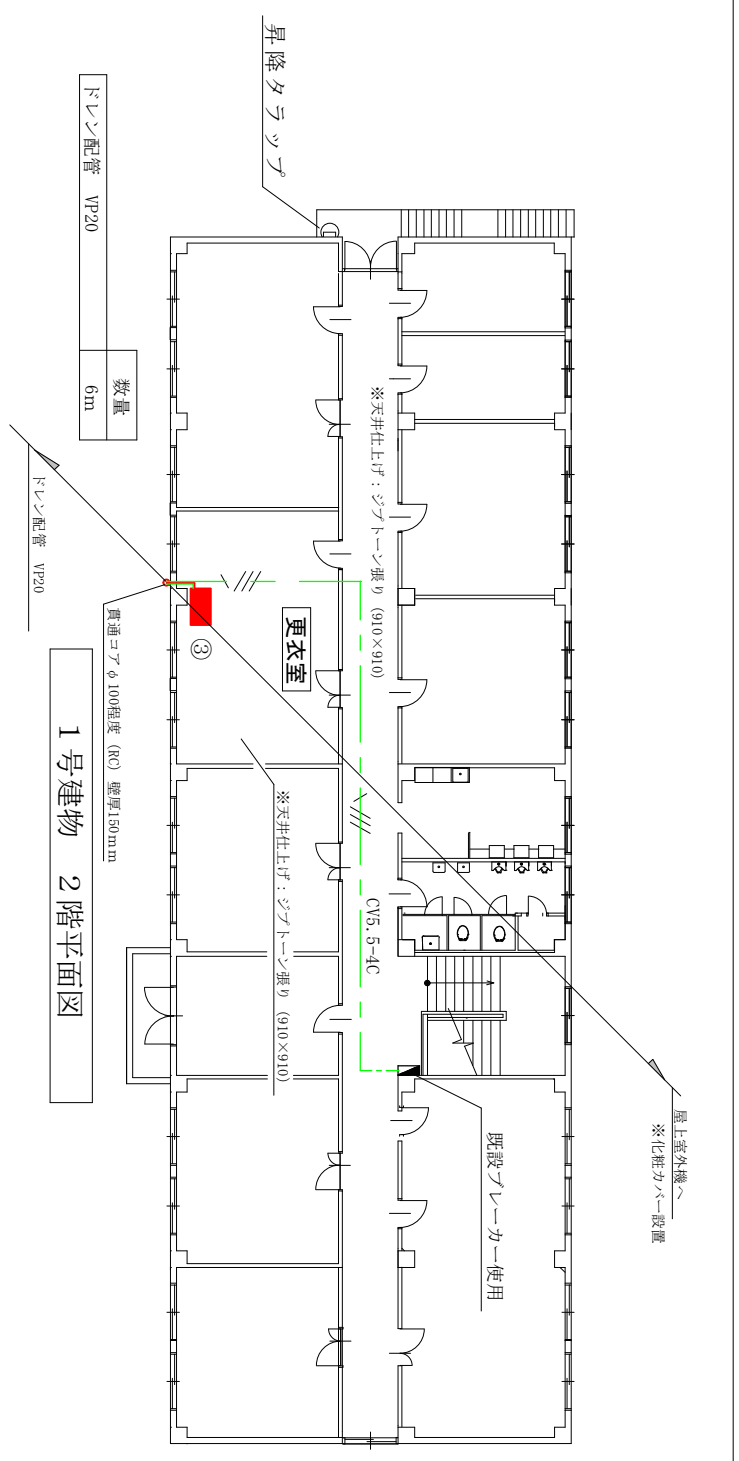 屋上室外機へ
※化粧カバー設置
既設ブレーカー使用
※天井仕上げ：ジプトーン張り (910×910)
CV5.5-4C
更衣室
※天井仕上げ：ジプトーン張り (910×910)
昇降タラップ
③
貫通コアφ100程度 (RC) 壁厚150mm
数量
ドレン配管 VP20 6m
ドレン配管 VP20
１号建物　２階平面図